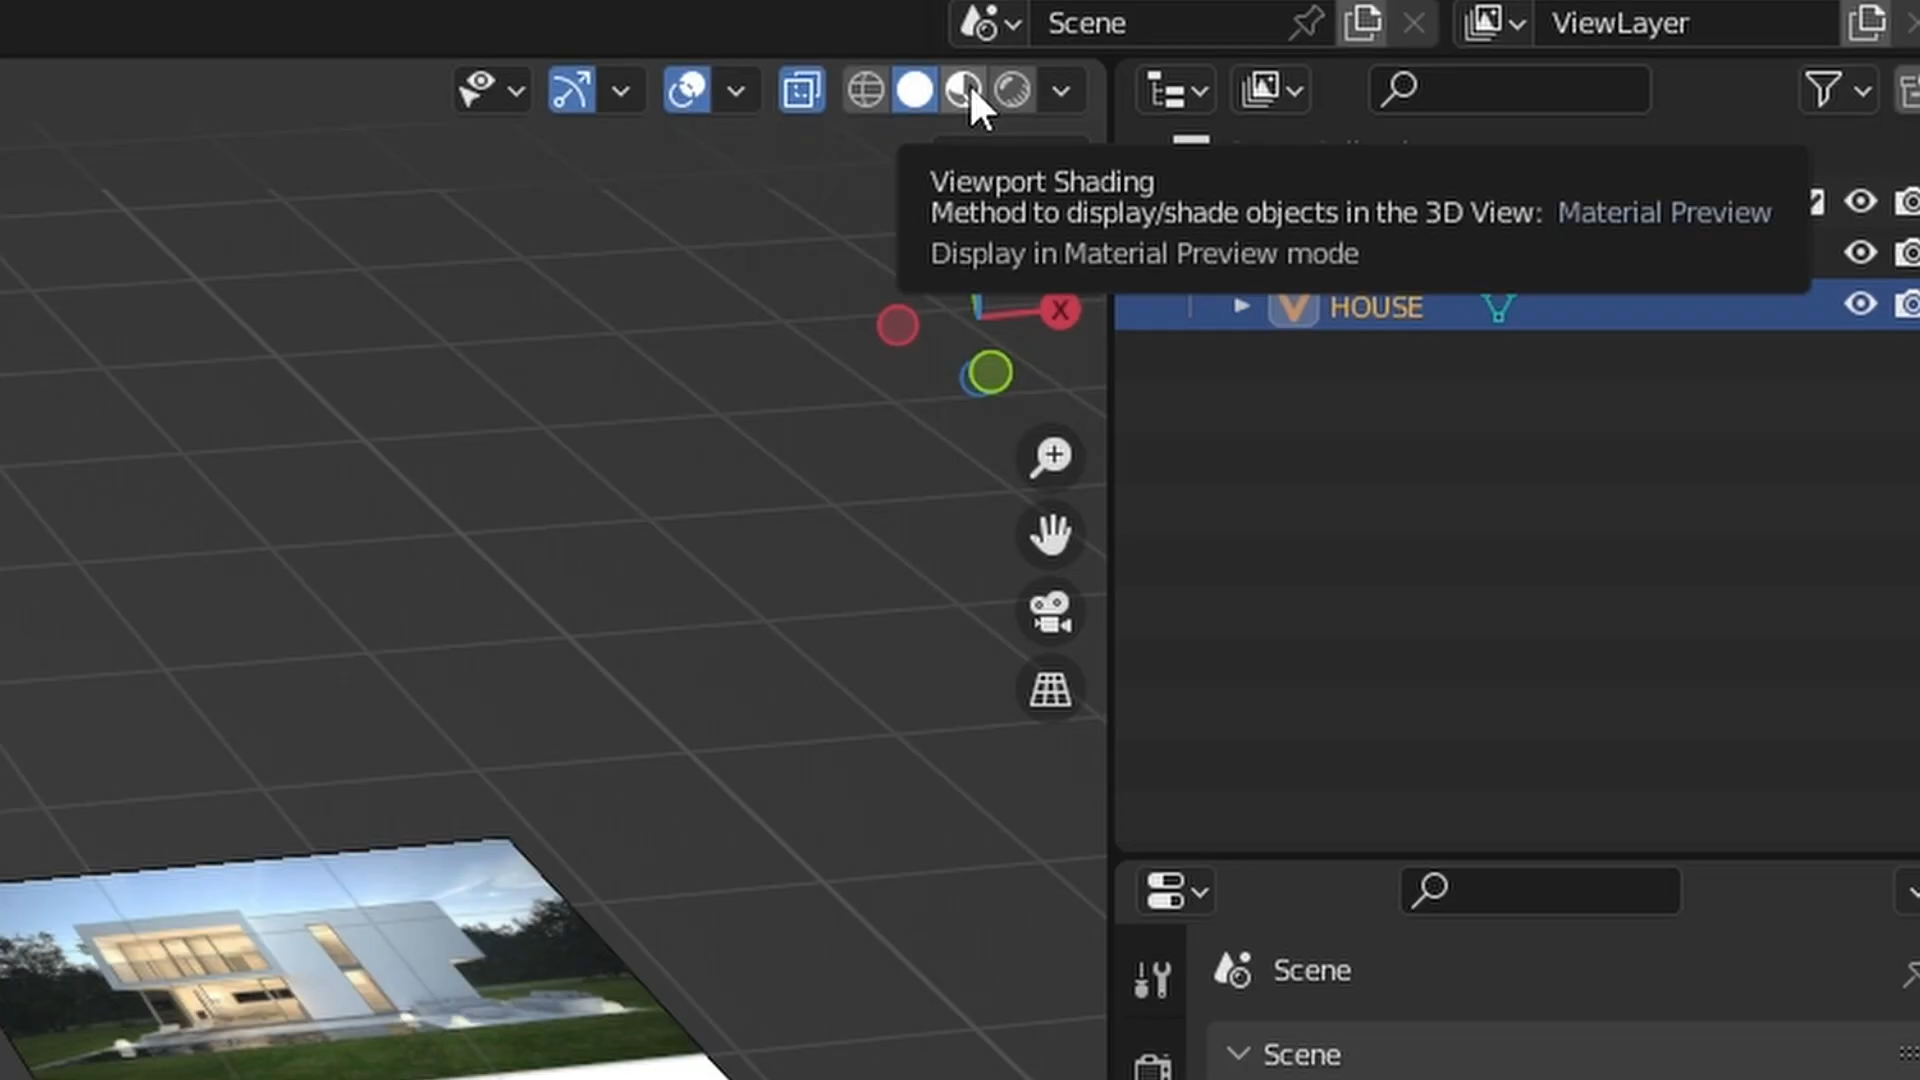 Scene
ViewLayer
Viewport Shading
Method to display/shade objects in the 3D View: Material Preview
Display in Material Preview mode
X
HOUSE
Scene
Scene